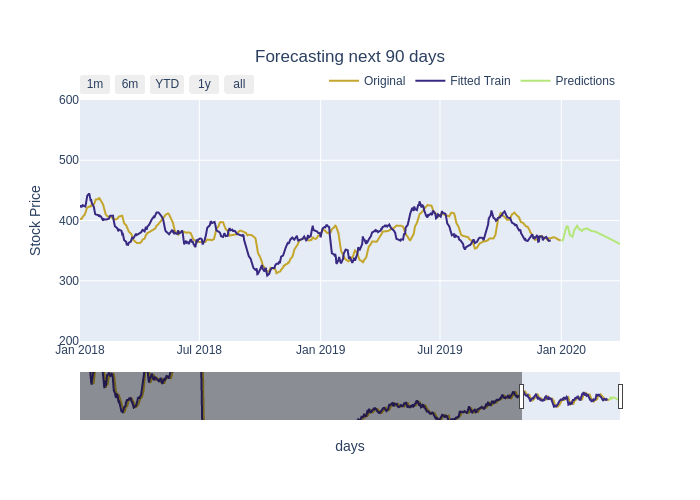 Forecasting next 90 days
1m 6m YTD 1y all
Original Fitted Train Predictions
600
500
400
300
200
Stock Price
Jan 2018 Jul 2018 Jan 2019 Jul 2019 Jan 2020
days